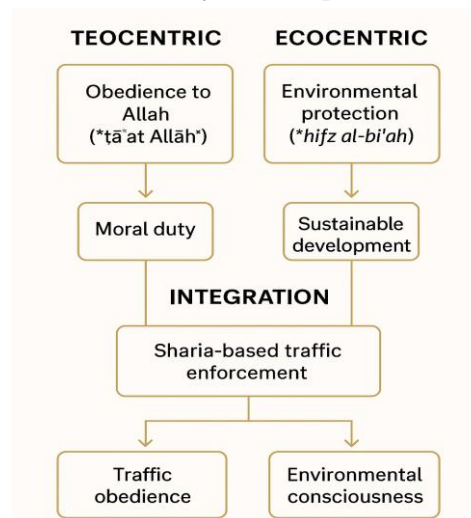 TEOCENTRIC
Obedience to
Allah
(*ṭāʿat Allāh*)
Moral duty
ECOCENTRIC
Environmental
protection
(*hifz al-bi'ah)
Sustainable
development
INTEGRATION
Sharia-based traffic
enforcement
Traffic
obedience
Environmental
consciousness